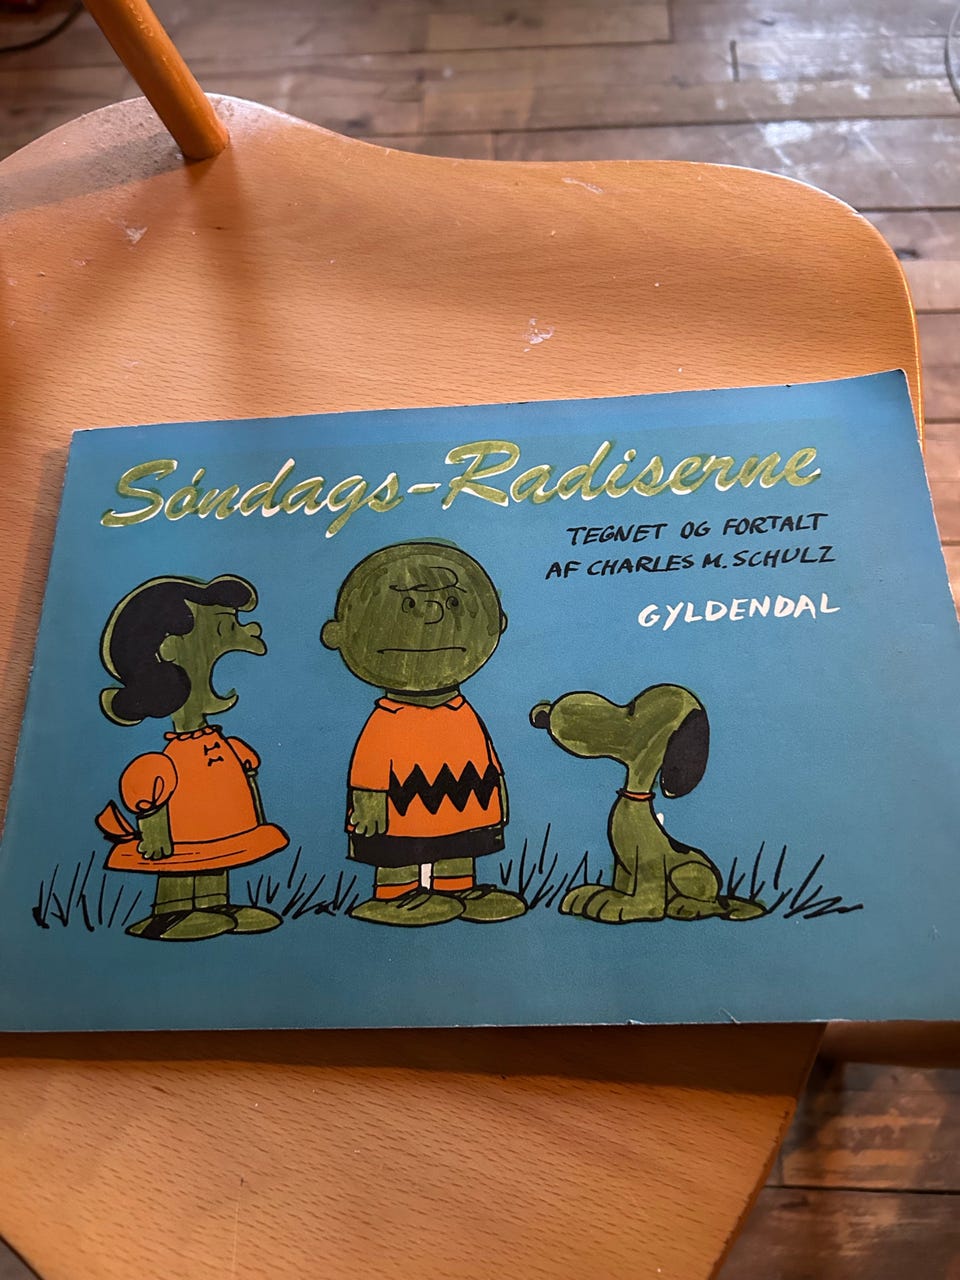 Søndags-Radiserne
TEGNET OG FORTALT
AF CHARLES M. SCHULZ
GYLDENDAL